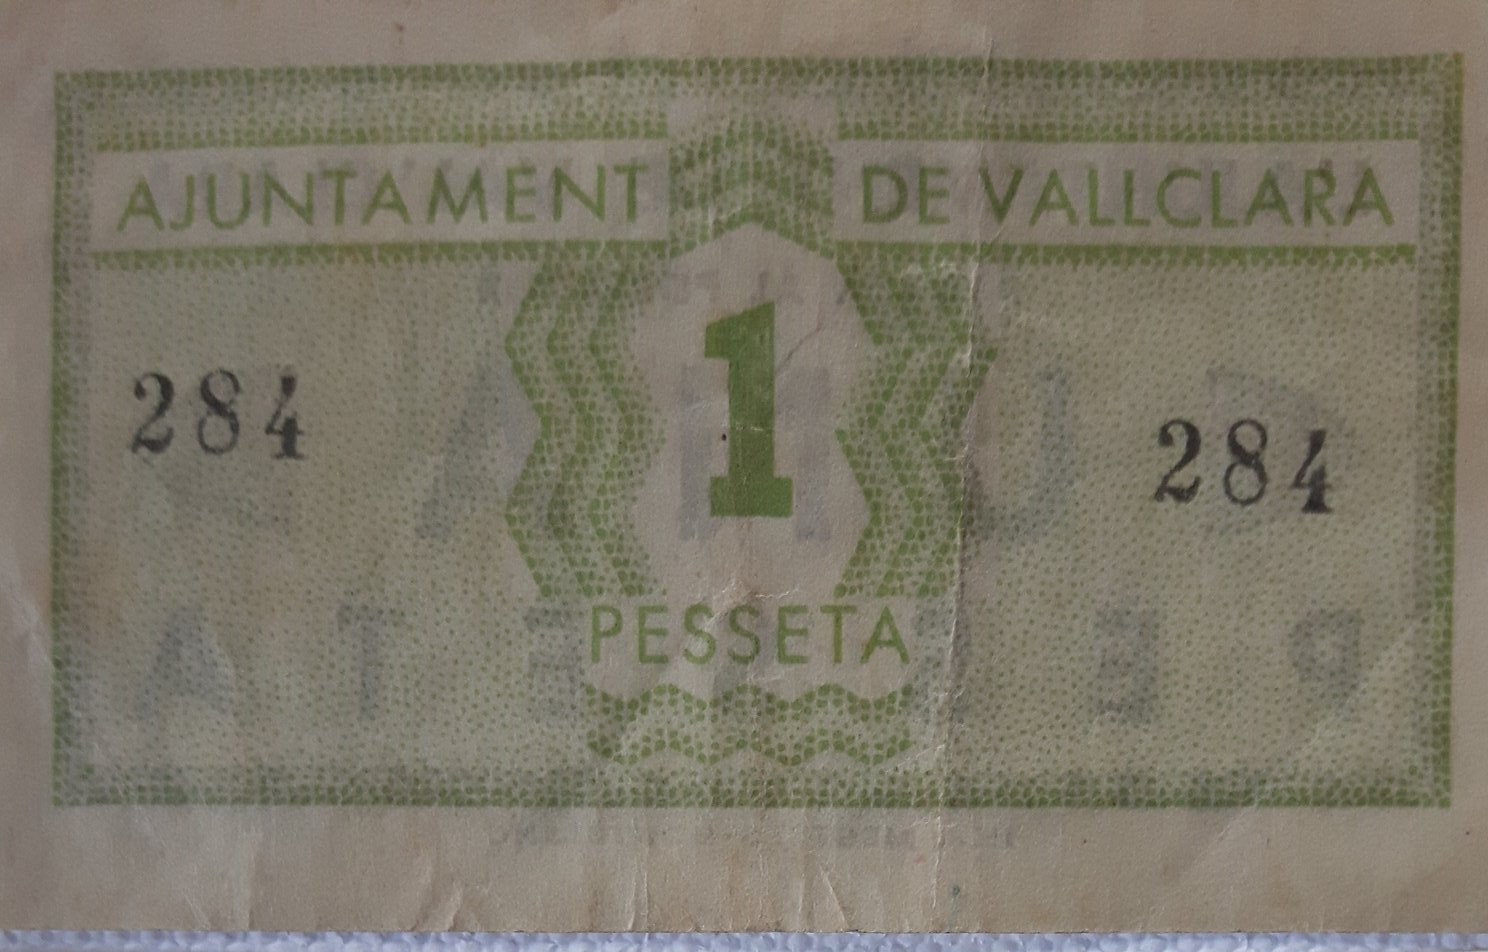 AJUNTAMENT DE VALLCLARA
1
284 284
PESSETA